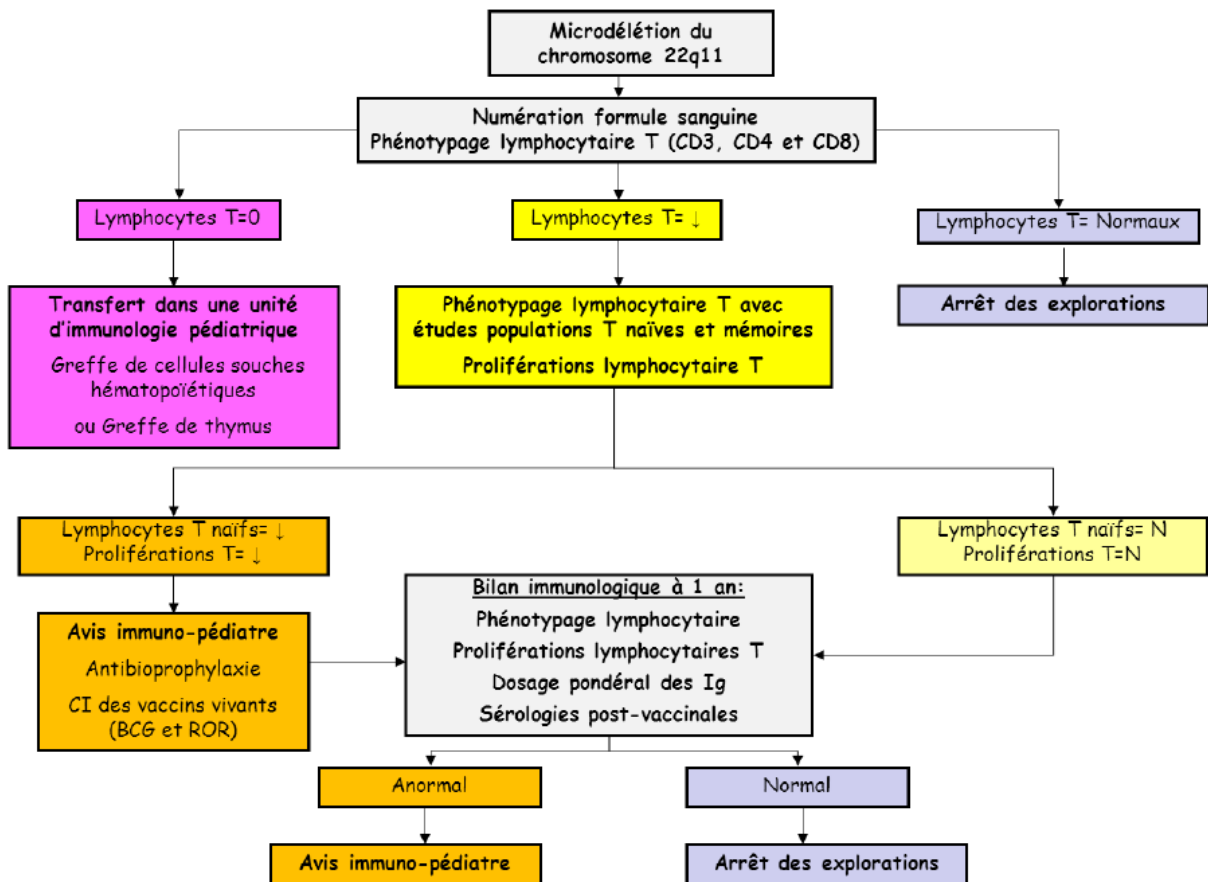 Microdélétion du
chromosome 22q11
Numération formule sanguine
Phénotypage lymphocytaire T (CD3, CD4 et CD8)
Lymphocytes T=0
Lymphocytes T= ↓
Lymphocytes T= Normaux
Transfert dans une unité
d'immunologie pédiatrique
Greffe de cellules souches
hématopoïétiques
ou Greffe de thymus
Phénotypage lymphocytaire T avec
études populations T naïves et mémoires
Proliférations lymphocytaire T
Arrêt des explorations
Lymphocytes T naïfs= ↓
Proliférations T= ↓
Lymphocytes T naïfs= N
Proliférations T=N
Avis immuno-pédiatre
Antibioprophylaxie
CI des vaccins vivants
(BCG et ROR)
Bilan immunologique à 1 an:
Phénotypage lymphocytaire
Proliférations lymphocytaires T
Dosage pondéral des Ig
Sérologies post-vaccinales
Anormal
Normal
Avis immuno-pédiatre
Arrêt des explorations